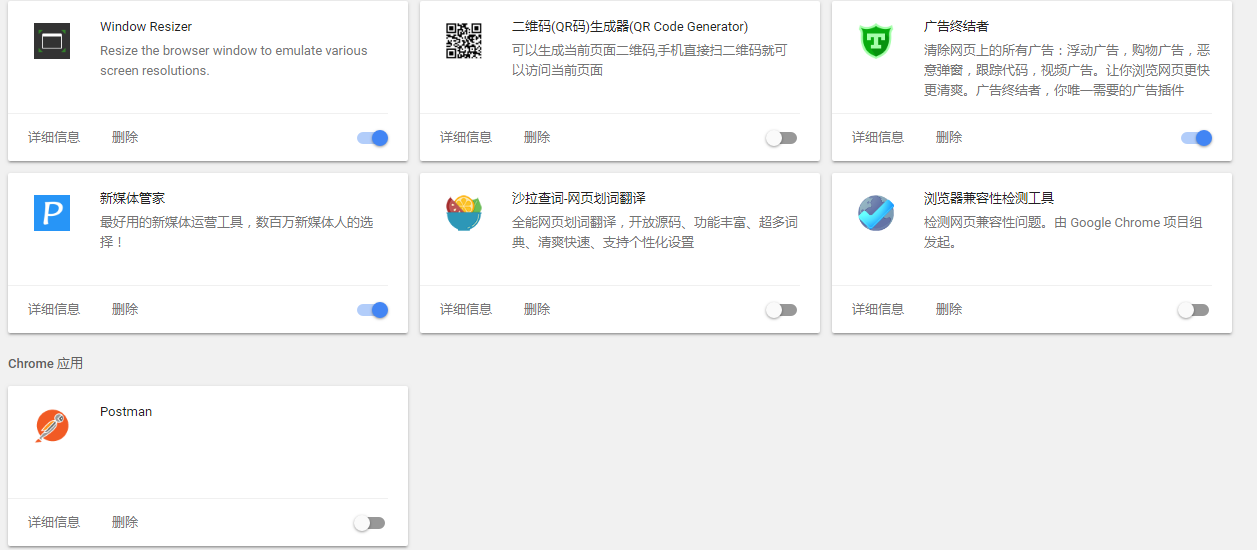 Window Resizer
Resize the browser window to emulate various
screen resolutions.
详细信息
删除
二维码(QR码)生成器(QR Code Generator)
可以生成当前页面二维码,手机直接扫二维码就可
以访问当前页面
详细信息
删除
广告终结者
清除网页上的所有广告：浮动广告，购物广告，恶
意弹窗，跟踪代码，视频广告。让你浏览网页更快
更清爽。广告终结者，你唯一需要的广告插件
详细信息
删除
P
新媒体管家
最好用的新媒体运营工具，数百万新媒体人的选
择！
详细信息
删除
沙拉查词-网页划词翻译
全能网页划词翻译，开放源码、功能丰富、超多词
典、清爽快速、支持个性化设置
详细信息
删除
浏览器兼容性检测工具
检测网页兼容性问题。由 Google Chrome 项目组
发起。
详细信息
删除
Chrome 应用
Postman
详细信息
删除